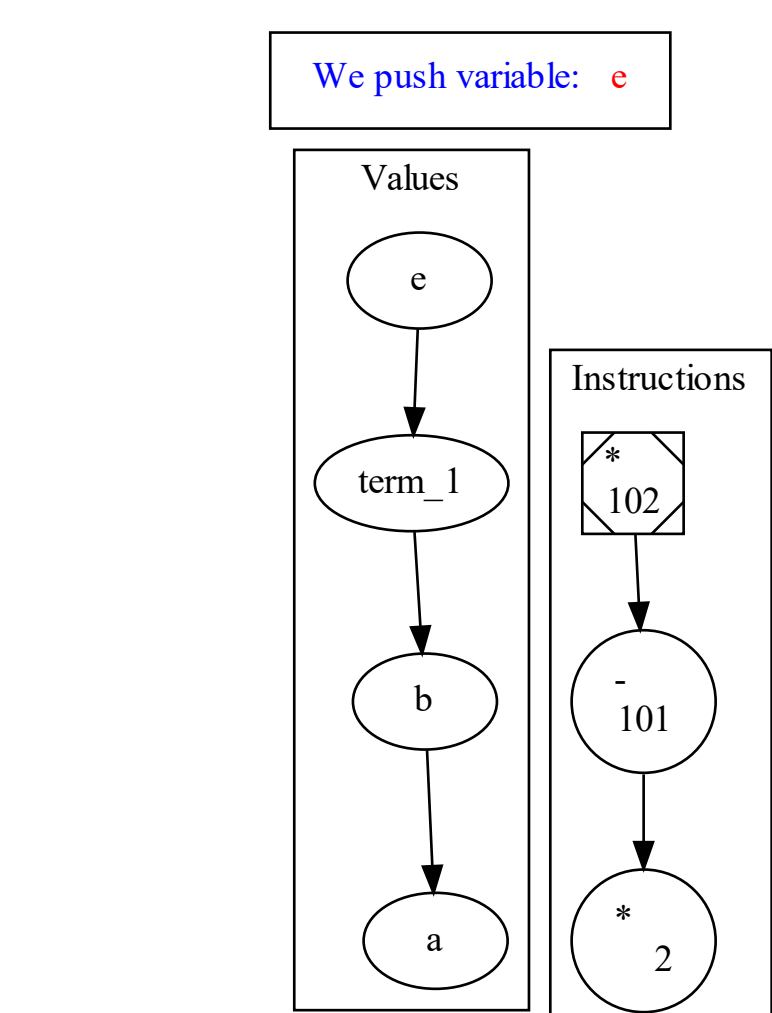 We push variable: e
Values
e
term_1
b
a
Instructions
*
102
-
101
*
2